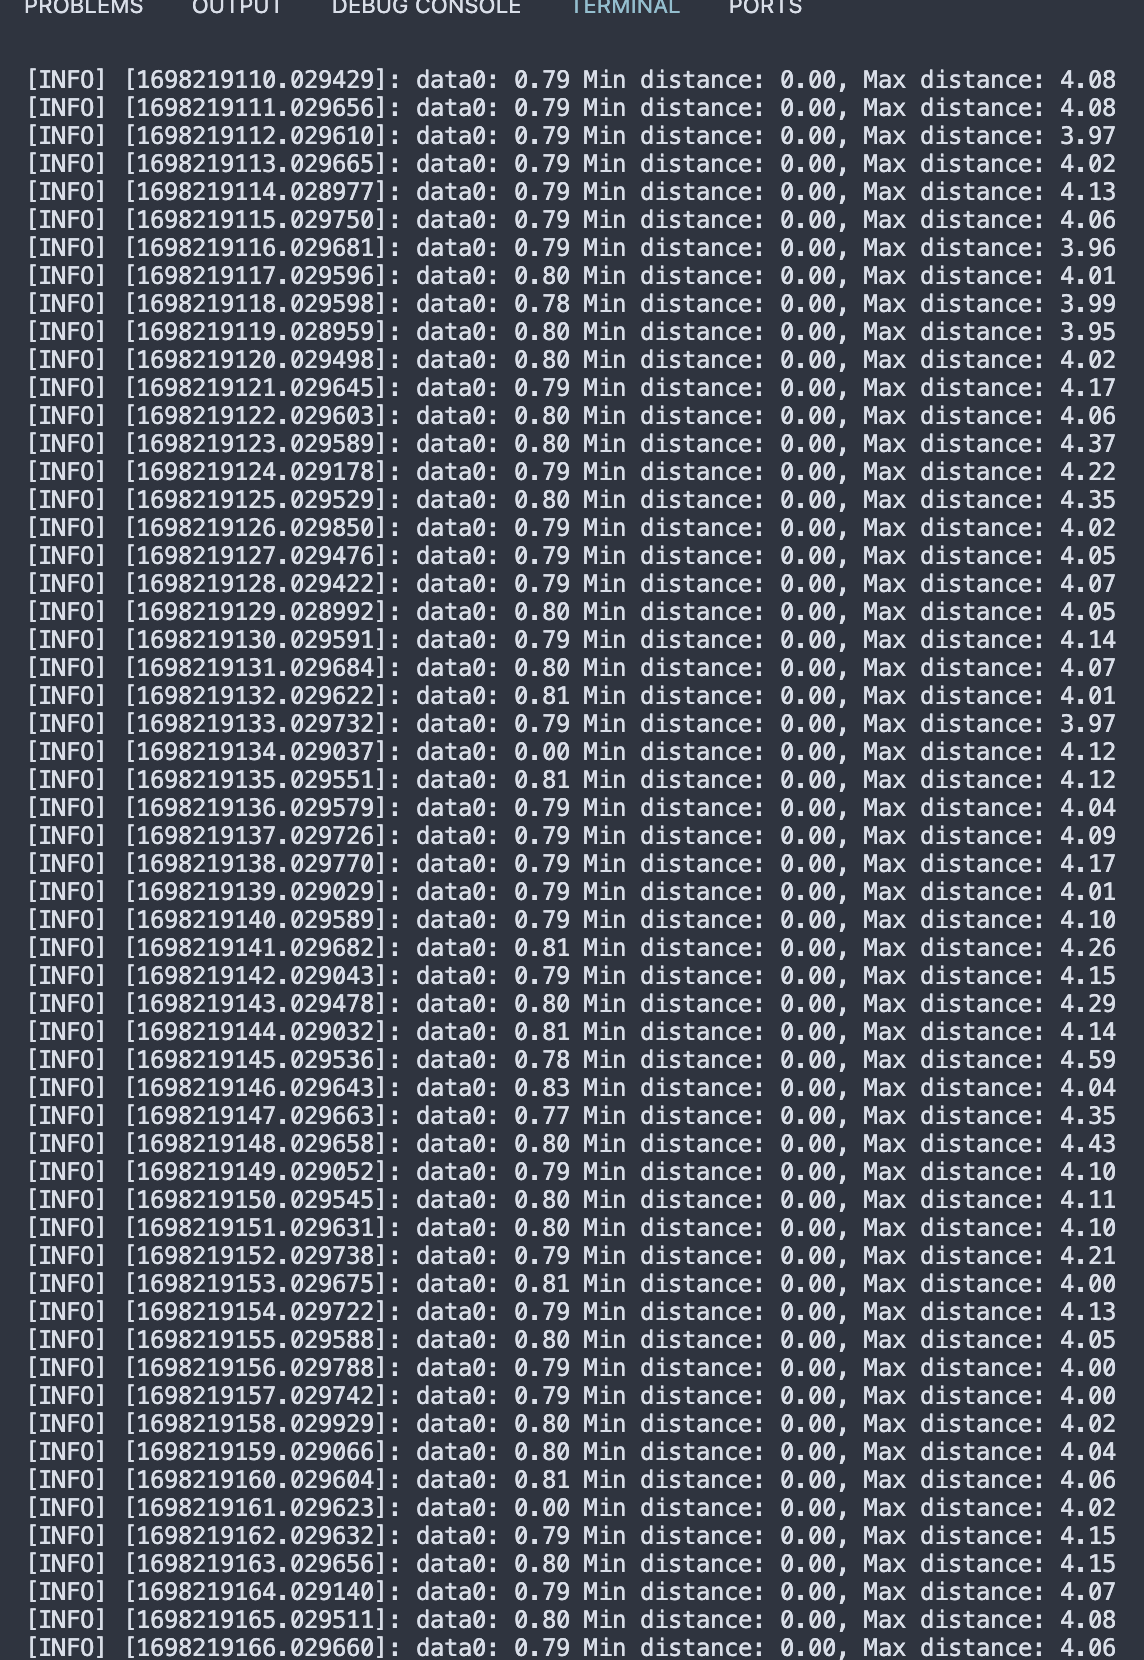 PROBLEMS OUTPUT DEBUG CONSOLE TERMINAL PORTS
[INFO] [1698219110.029429]: data0: 0.79 Min distance: 0.00, Max distance: 4.08
[INFO] [1698219111.029656]: data0: 0.79 Min distance: 0.00, Max distance: 4.08
[INFO] [1698219112.029610]: data0: 0.79 Min distance: 0.00, Max distance: 3.97
[INFO] [1698219113.029665]: data0: 0.79 Min distance: 0.00, Max distance: 4.02
[INFO] [1698219114.028977]: data0: 0.79 Min distance: 0.00, Max distance: 4.13
[INFO] [1698219115.029750]: data0: 0.79 Min distance: 0.00, Max distance: 4.06
[INFO] [1698219116.029681]: data0: 0.79 Min distance: 0.00, Max distance: 3.96
[INFO] [1698219117.029596]: data0: 0.80 Min distance: 0.00, Max distance: 4.01
[INFO] [1698219118.029598]: data0: 0.78 Min distance: 0.00, Max distance: 3.99
[INFO] [1698219119.028959]: data0: 0.80 Min distance: 0.00, Max distance: 3.95
[INFO] [1698219120.029498]: data0: 0.80 Min distance: 0.00, Max distance: 4.02
[INFO] [1698219121.029645]: data0: 0.79 Min distance: 0.00, Max distance: 4.17
[INFO] [1698219122.029603]: data0: 0.80 Min distance: 0.00, Max distance: 4.06
[INFO] [1698219123.029589]: data0: 0.80 Min distance: 0.00, Max distance: 4.37
[INFO] [1698219124.029178]: data0: 0.79 Min distance: 0.00, Max distance: 4.22
[INFO] [1698219125.029529]: data0: 0.80 Min distance: 0.00, Max distance: 4.35
[INFO] [1698219126.029850]: data0: 0.79 Min distance: 0.00, Max distance: 4.02
[INFO] [1698219127.029476]: data0: 0.79 Min distance: 0.00, Max distance: 4.05
[INFO] [1698219128.029422]: data0: 0.79 Min distance: 0.00, Max distance: 4.07
[INFO] [1698219129.028992]: data0: 0.80 Min distance: 0.00, Max distance: 4.05
[INFO] [1698219130.029591]: data0: 0.79 Min distance: 0.00, Max distance: 4.14
[INFO] [1698219131.029684]: data0: 0.80 Min distance: 0.00, Max distance: 4.07
[INFO] [1698219132.029622]: data0: 0.81 Min distance: 0.00, Max distance: 4.01
[INFO] [1698219133.029732]: data0: 0.79 Min distance: 0.00, Max distance: 3.97
[INFO] [1698219134.029037]: data0: 0.00 Min distance: 0.00, Max distance: 4.12
[INFO] [1698219135.029551]: data0: 0.81 Min distance: 0.00, Max distance: 4.12
[INFO] [1698219136.029579]: data0: 0.79 Min distance: 0.00, Max distance: 4.04
[INFO] [1698219137.029726]: data0: 0.79 Min distance: 0.00, Max distance: 4.09
[INFO] [1698219138.029770]: data0: 0.79 Min distance: 0.00, Max distance: 4.17
[INFO] [1698219139.029029]: data0: 0.79 Min distance: 0.00, Max distance: 4.01
[INFO] [1698219140.029589]: data0: 0.79 Min distance: 0.00, Max distance: 4.10
[INFO] [1698219141.029682]: data0: 0.81 Min distance: 0.00, Max distance: 4.26
[INFO] [1698219142.029043]: data0: 0.79 Min distance: 0.00, Max distance: 4.15
[INFO] [1698219143.029478]: data0: 0.80 Min distance: 0.00, Max distance: 4.29
[INFO] [1698219144.029032]: data0: 0.81 Min distance: 0.00, Max distance: 4.14
[INFO] [1698219145.029536]: data0: 0.78 Min distance: 0.00, Max distance: 4.59
[INFO] [1698219146.029643]: data0: 0.83 Min distance: 0.00, Max distance: 4.04
[INFO] [1698219147.029663]: data0: 0.77 Min distance: 0.00, Max distance: 4.35
[INFO] [1698219148.029658]: data0: 0.80 Min distance: 0.00, Max distance: 4.43
[INFO] [1698219149.029052]: data0: 0.79 Min distance: 0.00, Max distance: 4.10
[INFO] [1698219150.029545]: data0: 0.80 Min distance: 0.00, Max distance: 4.11
[INFO] [1698219151.029631]: data0: 0.80 Min distance: 0.00, Max distance: 4.10
[INFO] [1698219152.029738]: data0: 0.79 Min distance: 0.00, Max distance: 4.21
[INFO] [1698219153.029675]: data0: 0.81 Min distance: 0.00, Max distance: 4.00
[INFO] [1698219154.029722]: data0: 0.79 Min distance: 0.00, Max distance: 4.13
[INFO] [1698219155.029588]: data0: 0.80 Min distance: 0.00, Max distance: 4.05
[INFO] [1698219156.029788]: data0: 0.79 Min distance: 0.00, Max distance: 4.00
[INFO] [1698219157.029742]: data0: 0.79 Min distance: 0.00, Max distance: 4.00
[INFO] [1698219158.029929]: data0: 0.80 Min distance: 0.00, Max distance: 4.02
[INFO] [1698219159.029066]: data0: 0.80 Min distance: 0.00, Max distance: 4.04
[INFO] [1698219160.029604]: data0: 0.81 Min distance: 0.00, Max distance: 4.06
[INFO] [1698219161.029623]: data0: 0.00 Min distance: 0.00, Max distance: 4.02
[INFO] [1698219162.029632]: data0: 0.79 Min distance: 0.00, Max distance: 4.15
[INFO] [1698219163.029656]: data0: 0.80 Min distance: 0.00, Max distance: 4.15
[INFO] [1698219164.029140]: data0: 0.79 Min distance: 0.00, Max distance: 4.07
[INFO] [1698219165.029511]: data0: 0.80 Min distance: 0.00, Max distance: 4.08
[INFO] [1698219166.029660]: data0: 0.79 Min distance: 0.00, Max distance: 4.06